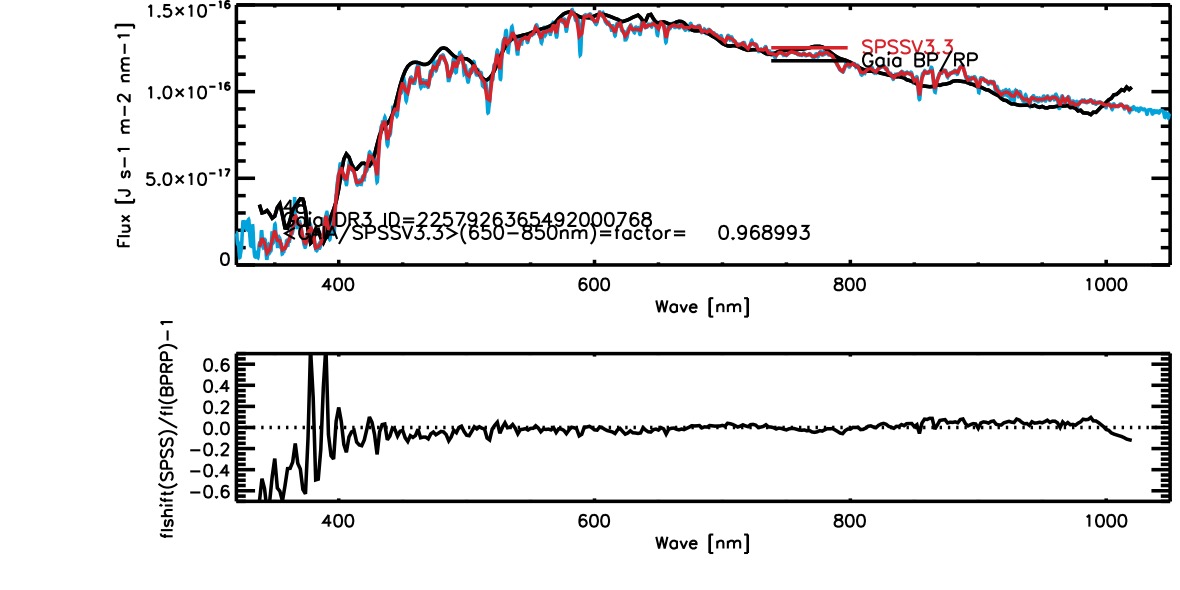 1.5×10−16
1.0×10−16
5.0×10−17
0
Flux [J s−1 m−2 nm−1]
SPSSV3.3
Gaia BP/RP
Gaia DR3 ID=2257926365492000768
<GAIA/SPSSV3.3>(650−850nm)=factor= 0.968993
400 600 800 1000
Wave [nm]
flshift(SPSS)/fl(BPRP)−1
0.6
0.4
0.2
0.0
−0.2
−0.4
−0.6
400 600 800 1000
Wave [nm]